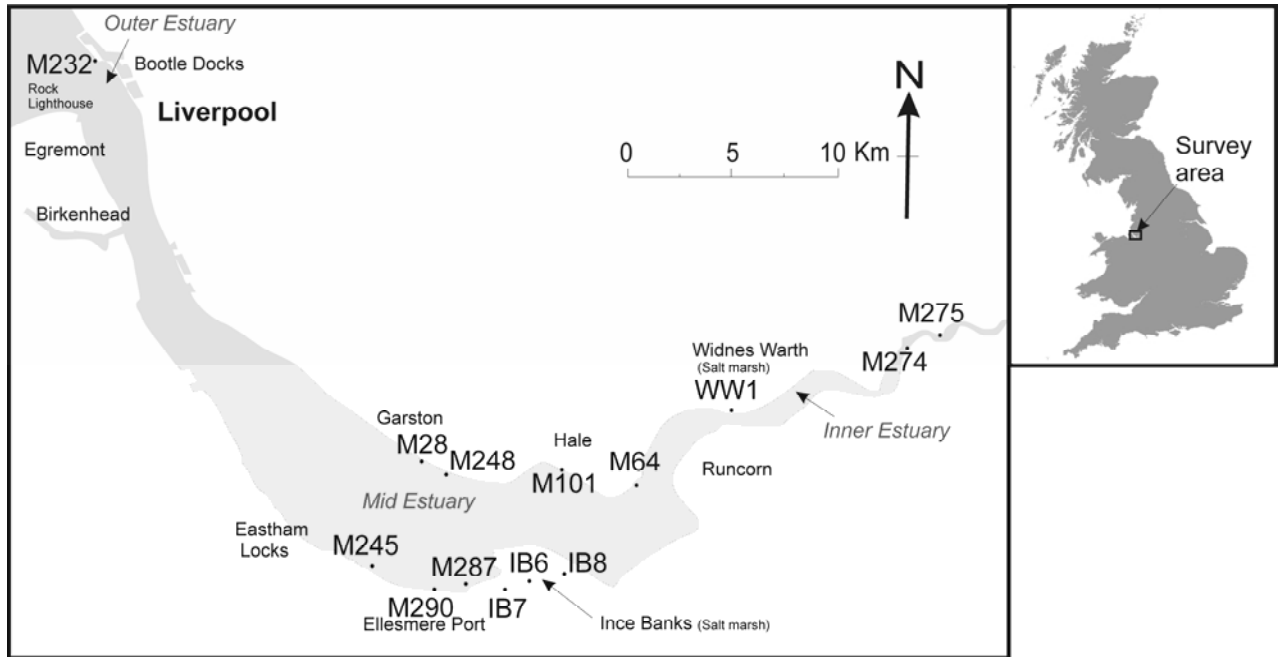 Outer Estuary
Bootle Docks
M232
Rock
Lighthouse
Liverpool
Egremont
Birkenhead
N
0 5 10 Km
Survey
area
M275
M274
Widnes Warth
(Salt marsh)
WW1
Inner Estuary
Garston
M28
M248
Hale
M101
M64
Runcorn
Mid Estuary
Eastham
Locks
M245
M287
IB6
IB8
M290
IB7
Ellesmere Port
Ince Banks (Salt marsh)